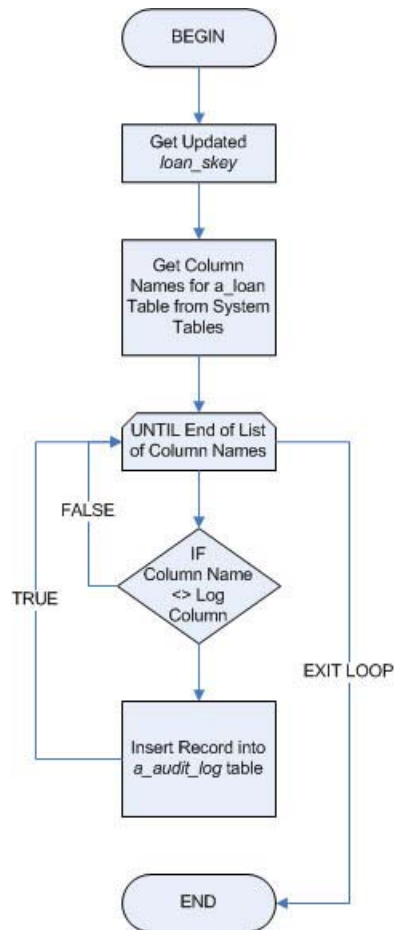 BEGIN
Get Updated
loan_skey
Get Column
Names for a_loan
Table from System
Tables
UNTIL End of List
of Column Names
FALSE
IF
Column Name
<> Log
Column
TRUE
EXIT LOOP
Insert Record into
a_audit_log table
END